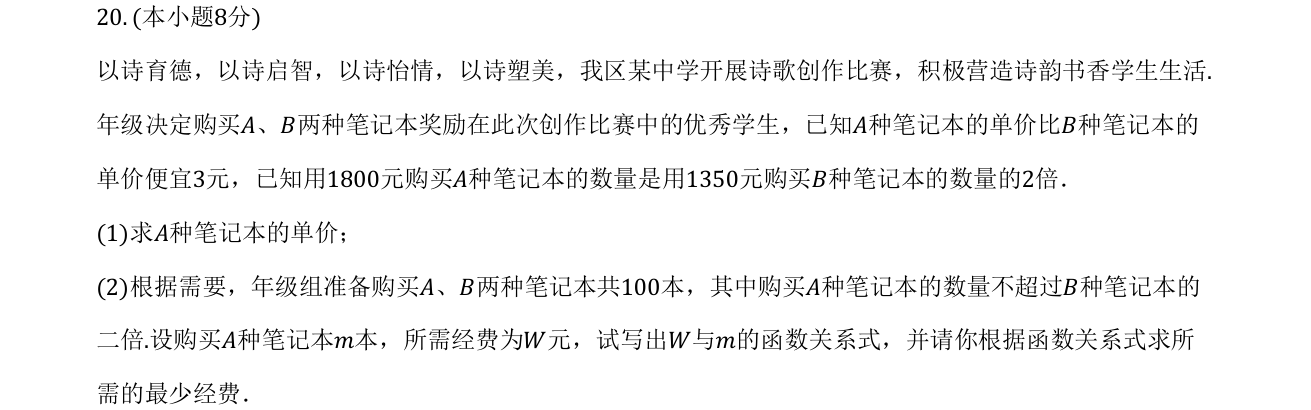 20. (本小题8分)
以诗育德，以诗启智，以诗怡情，以诗塑美，我区某中学开展诗歌创作比赛，积极营造诗韵书香学生生活.
年级决定购买A、B两种笔记本奖励在此次创作比赛中的优秀学生，已知A种笔记本的单价比B种笔记本的
单价便宜3元，已知用1800元购买A种笔记本的数量是用1350元购买B种笔记本的数量的2倍.
(1)求A种笔记本的单价；
(2)根据需要，年级组准备购买A、B两种笔记本共100本，其中购买A种笔记本的数量不超过B种笔记本的
二倍.设购买A种笔记本m本，所需经费为W元，试写出W与m的函数关系式，并请你根据函数关系式求所
需的最少经费.